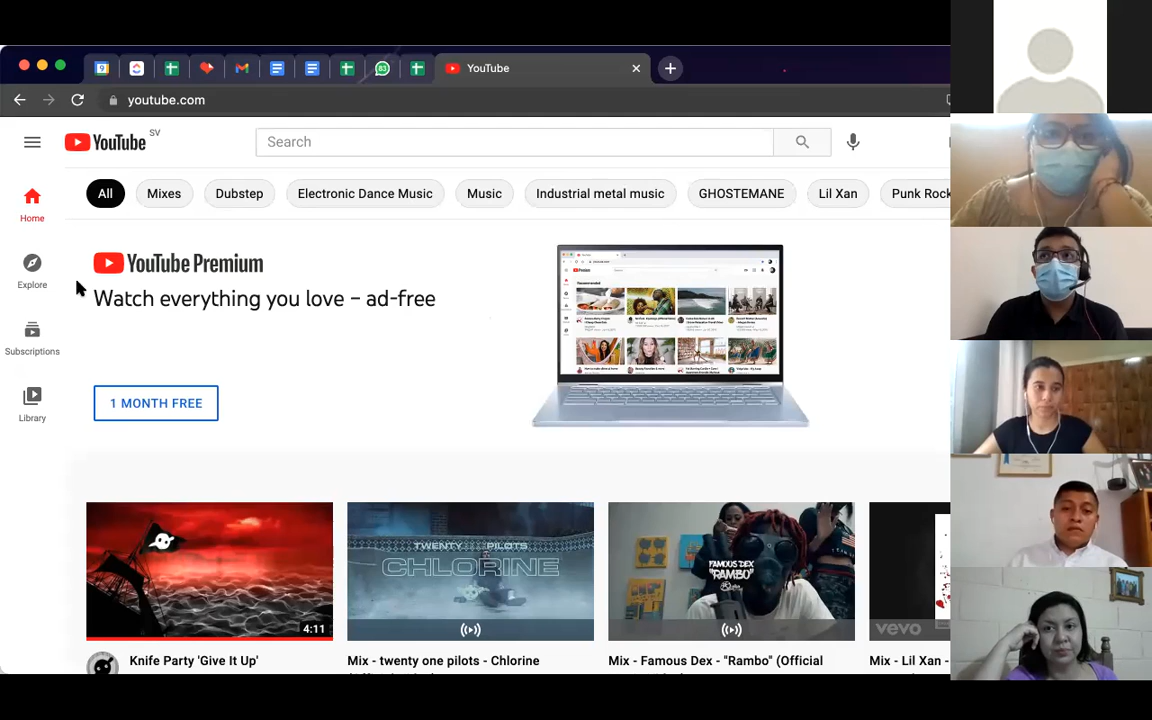 9
83
YouTube
youtube.com
YouTube SV
Search
All
Mixes
Dubstep
Electronic Dance Music
Music
Industrial metal music
GHOSTEMANE
Lil Xan
Punk Rock
Home
Explore
Subscriptions
Library
YouTube Premium
Watch everything you love – ad-free
1 MONTH FREE
TWENTY ONE PILOTS
CHLORINE
FAMOUS DEX
"RAMBO"
vevo
4:11
Knife Party 'Give It Up'
Mix - twenty one pilots - Chlorine
Mix - Famous Dex - "Rambo" (Official
Mix - Lil Xan -